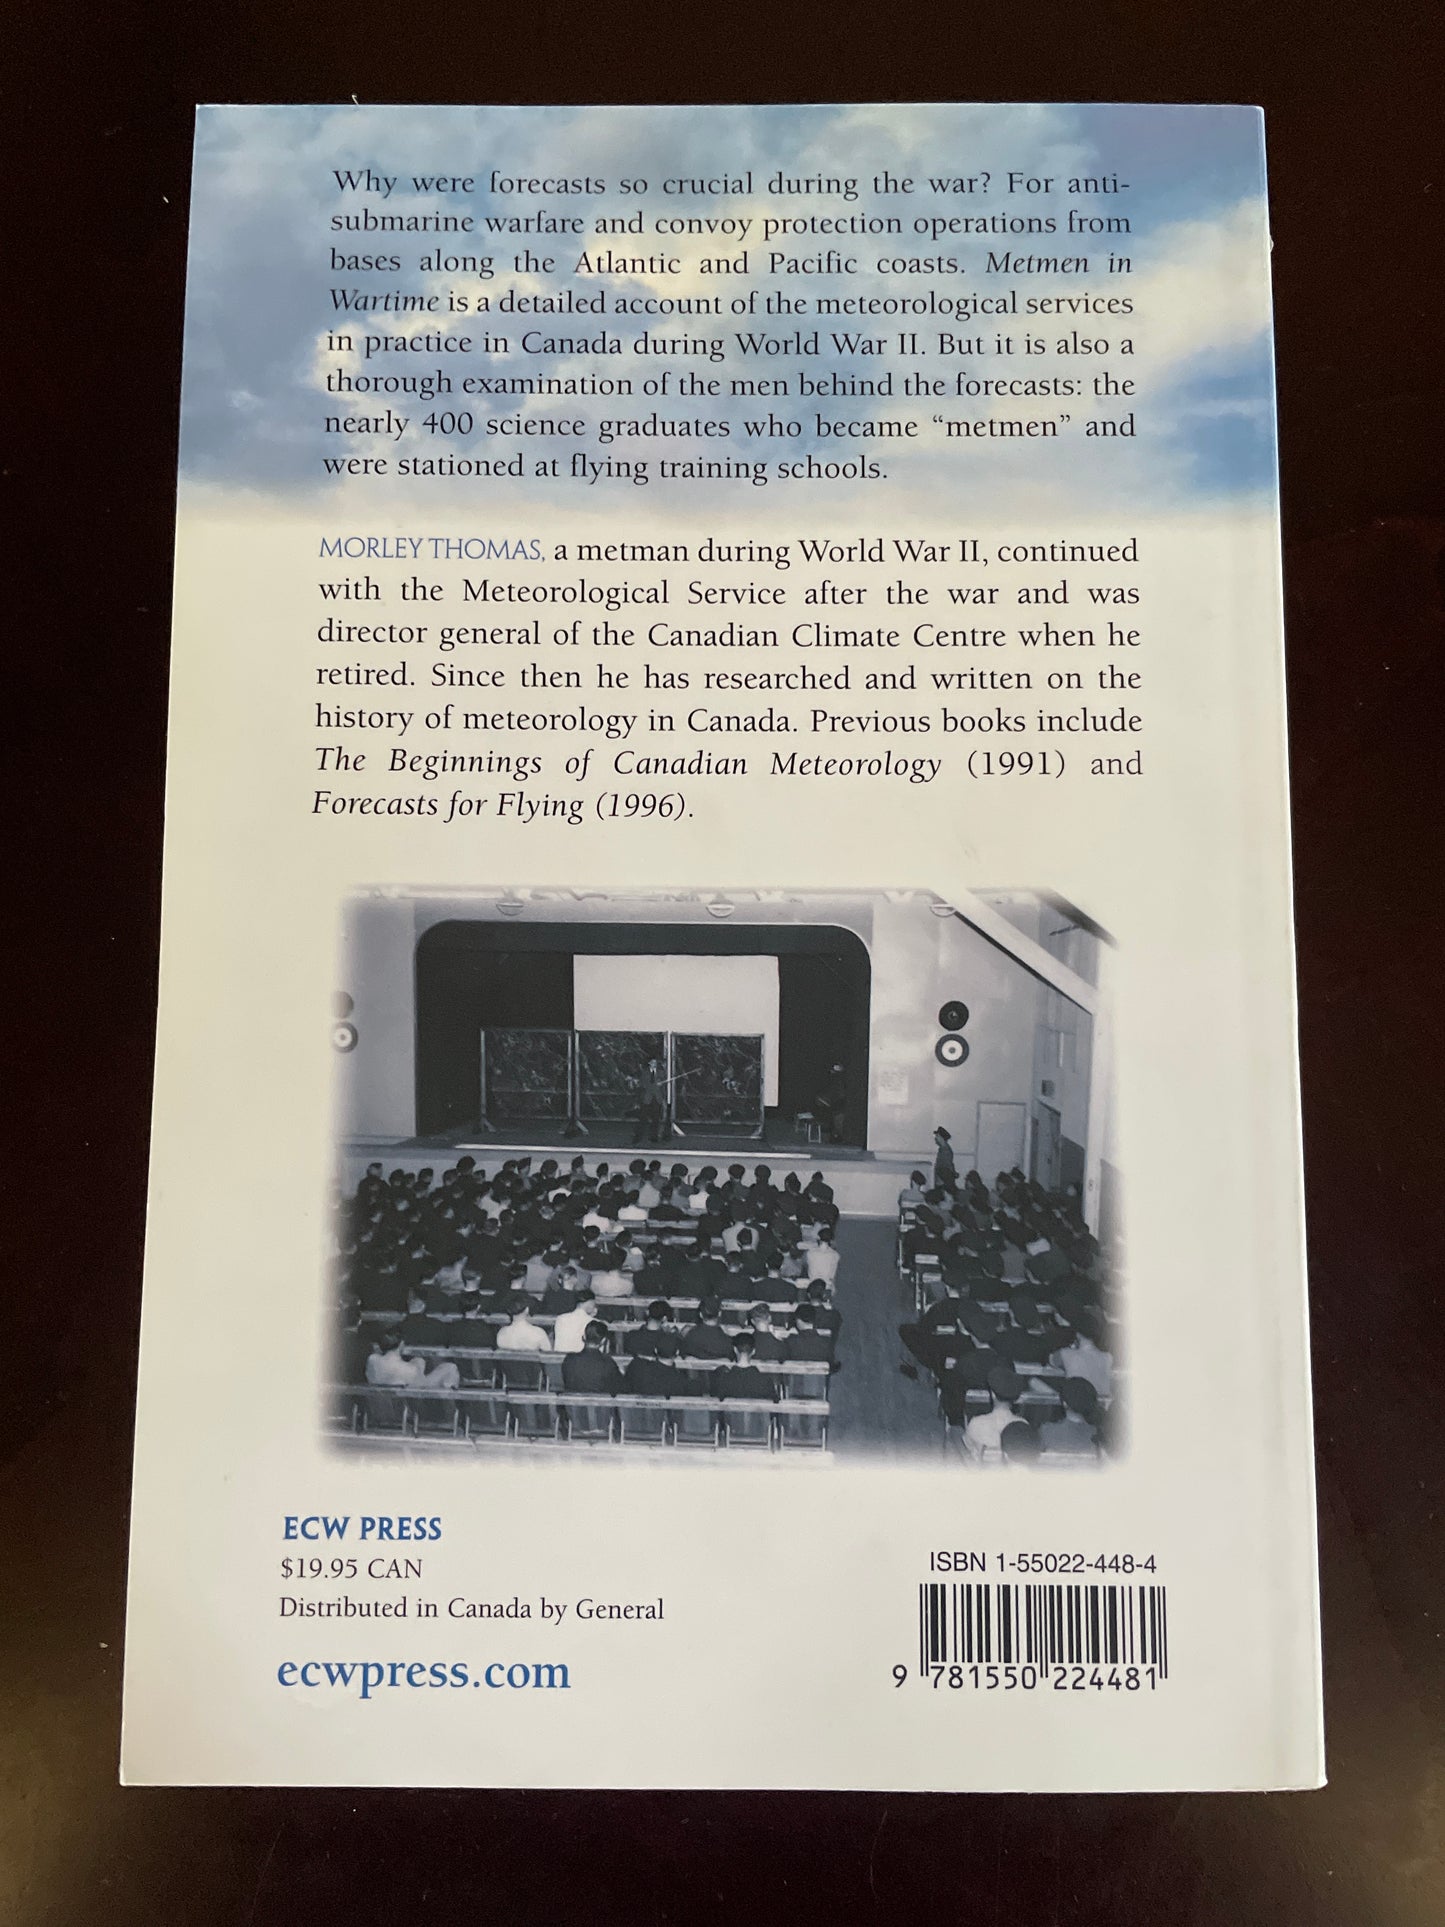 Why were forecasts so crucial during the war? For anti-
submarine warfare and convoy protection operations from
bases along the Atlantic and Pacific coasts. Metmen in
Wartime is a detailed account of the meteorological services
in practice in Canada during World War II. But it is also a
thorough examination of the men behind the forecasts: the
nearly 400 science graduates who became “metmen” and
were stationed at flying training schools.
MORLEY THOMAS, a metman during World War II, continued
with the Meteorological Service after the war and was
director general of the Canadian Climate Centre when he
retired. Since then he has researched and written on the
history of meteorology in Canada. Previous books include
The Beginnings of Canadian Meteorology (1991) and
Forecasts for Flying (1996).
ECW PRESS
$19.95 CAN
Distributed in Canada by General
ecwpress.com
ISBN 1-55022-448-4
9 781550 224481